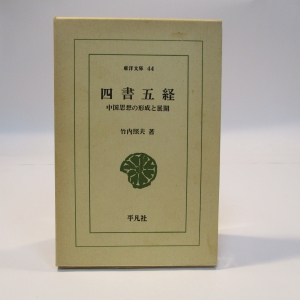 東洋文庫 44
四書五経
中国思想の形成と展開
竹内照夫 著
平凡社